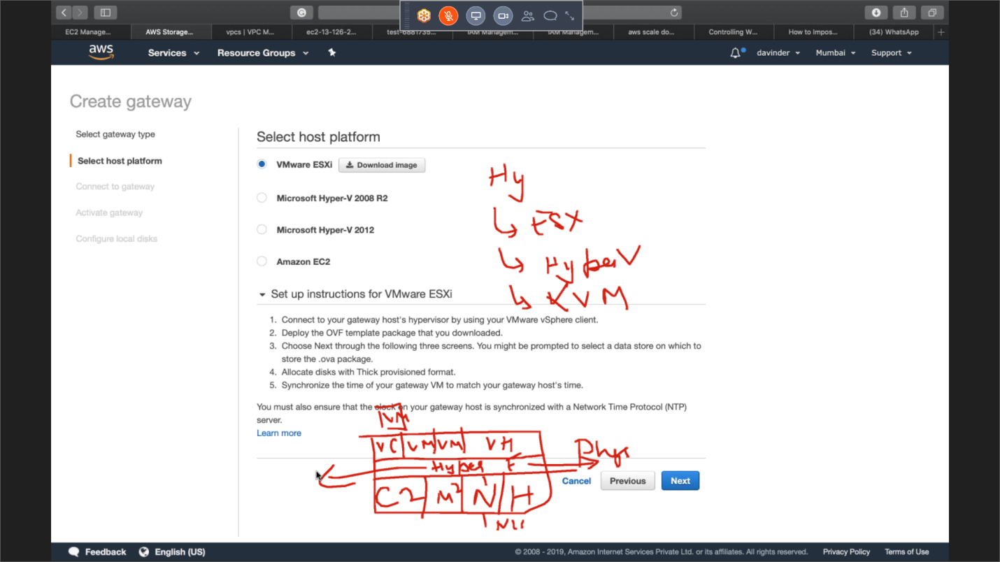 EC2 Manage...
AWS Storage...
vpcs | VPC M...
ec2-13-126-2...
test-6881735...
IAM Managem...
IAM Managem...
aws scale do...
Controlling W...
How to Impos...
(34) WhatsApp
aws
Services
Resource Groups
davinder
Mumbai
Support
Create gateway
Select gateway type
Select host platform
Connect to gateway
Activate gateway
Configure local disks
Select host platform
VMware ESXi
Download image
Microsoft Hyper-V 2008 R2
Microsoft Hyper-V 2012
Amazon EC2
Hy
ESX
HyperV
KVM
Set up instructions for VMware ESXi
1. Connect to your gateway host's hypervisor by using your VMware vSphere client.
2. Deploy the OVF template package that you downloaded.
3. Choose Next through the following three screens. You might be prompted to select a data store on which to
store the .ova package.
4. Allocate disks with Thick provisioned format.
5. Synchronize the time of your gateway VM to match your gateway host's time.
You must also ensure that the clock on your gateway host is synchronized with a Network Time Protocol (NTP)
server.
Learn more
VM
VC VM VM VH
Hyper
Phys
C2 M2 N H
Cancel
Previous
Next
Feedback
English (US)
© 2008 - 2019, Amazon Internet Services Private Ltd. or its affiliates. All rights reserved.
Privacy Policy
Terms of Use